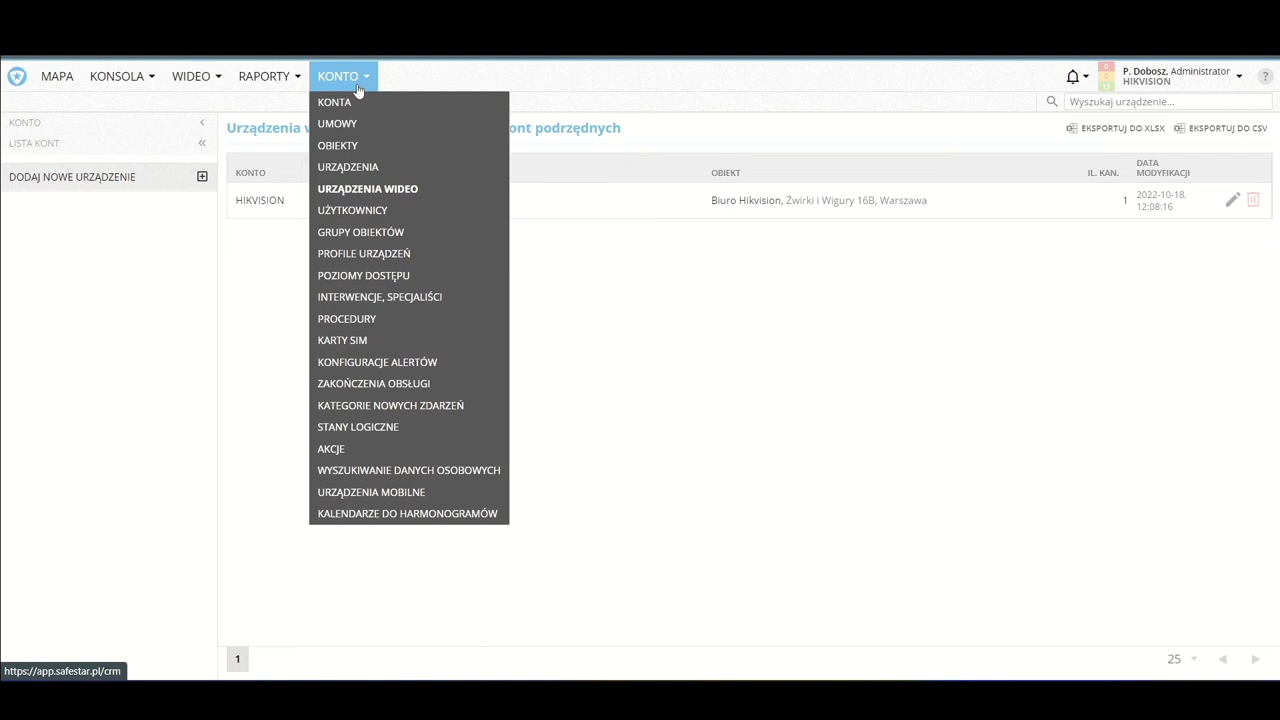 MAPA KONSOLA WIDEO RAPORTY KONTO
P. Dobosz, Administrator
HIKVISION
?
Wyszukaj urządzenie...
KONTO
LISTA KONT
DODAJ NOWE URZĄDZENIE
KONTA
UMOWY
OBIEKTY
URZĄDZENIA
URZĄDZENIA WIDEO
UŻYTKOWNICY
GRUPY OBIEKTÓW
PROFILE URZĄDZEŃ
POZIOMY DOSTĘPU
INTERWENCJE, SPECJALIŚCI
PROCEDURY
KARTY SIM
KONFIGURACJE ALERTÓW
ZAKOŃCZENIA OBSŁUGI
KATEGORIE NOWYCH ZDARZEŃ
STANY LOGICZNE
AKCJE
WYSZUKIWANIE DANYCH OSOBOWYCH
URZĄDZENIA MOBILNE
KALENDARZE DO HARMONOGRAMÓW
Urządzenia ont podrzędnych
EKSPORTUJ DO XLSX EKSPORTUJ DO CSV
KONTO OBIEKT IL. KAN. DATA
MODYFIKACJI
HIKVISION Biuro Hikvision, Żwirki i Wigury 16B, Warszawa 1 2022-10-18,
12:08:16
1
25
https://app.safestar.pl/crm